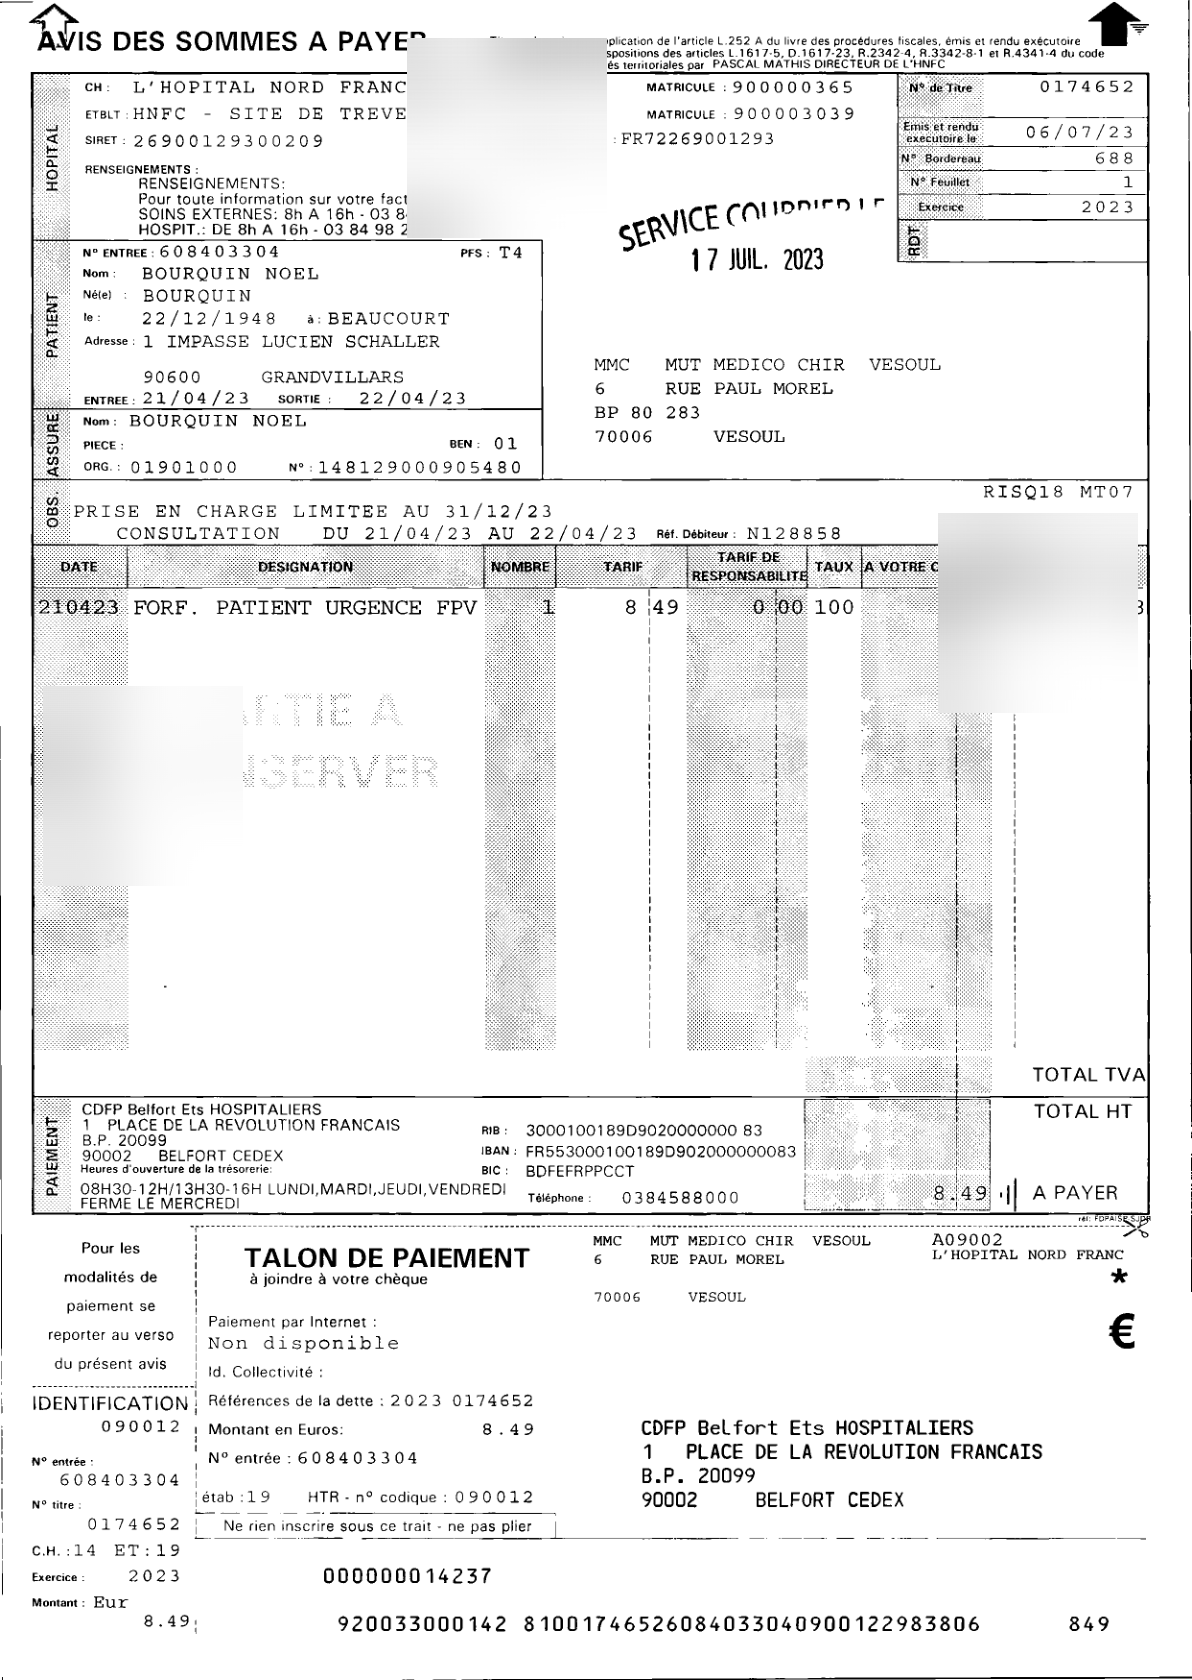 AVIS DES SOMMES A PAYER
plication de l'article L.252 A du livre des procédures fiscales, émis et rendu exécutoire
spositions des articles L.1617-5, D.1617-23, R.2342-4, R.3342-8-1 et R.4341-4 du code
és territoriales par PASCAL MATHIS DIRECTEUR DE L'HNFC
HOPITAL
CH : L'HOPITAL NORD FRANC
MATRICULE : 900000365
ETBLT : HNFC - SITE DE TREVE
MATRICULE : 900003039
SIRET : 26900129300209
: FR72269001293
RENSEIGNEMENTS :
RENSEIGNEMENTS:
Pour toute information sur votre fact
SOINS EXTERNES: 8h A 16h - 03 8
HOSPIT.: DE 8h A 16h - 03 84 98 2
N° de Titre 0174652
Emis et rendu exécutoire le 06/07/23
N° Bordereau 688
N° Feuillet 1
Exercice 2023
RDT
SERVICE COURRIER LE
17 JUIL. 2023
PATIENT
N° ENTREE : 608403304 PFS : T4
Nom : BOURQUIN NOEL
Né(e) : BOURQUIN
le : 22/12/1948 à : BEAUCOURT
Adresse : 1 IMPASSE LUCIEN SCHALLER
90600 GRANDVILLARS
ENTREE : 21/04/23 SORTIE : 22/04/23
MMC MUT MEDICO CHIR VESOUL
6 RUE PAUL MOREL
BP 80 283
70006 VESOUL
ASSURE
Nom : BOURQUIN NOEL
PIECE : BEN : 01
ORG. : 01901000 N° : 148129000905480
RISQ18 MT07
OBS.
PRISE EN CHARGE LIMITEE AU 31/12/23
CONSULTATION DU 21/04/23 AU 22/04/23 Réf. Débiteur : N128858
DATE DESIGNATION NOMBRE TARIF TARIF DE RESPONSABILITE TAUX A VOTRE C
210423 FORF. PATIENT URGENCE FPV 1 8 49 0 00 100
ARTIE A
NSERVER
TOTAL TVA
TOTAL HT
PAIEMENT
CDFP Belfort Ets HOSPITALIERS
1 PLACE DE LA REVOLUTION FRANCAIS
B.P. 20099
90002 BELFORT CEDEX
Heures d'ouverture de la trésorerie:
08H30-12H/13H30-16H LUNDI,MARDI,JEUDI,VENDREDI
FERME LE MERCREDI
RIB : 3000100189D9020000000 83
IBAN : FR553000100189D902000000083
BIC : BDFEFRPPCCT
Téléphone : 0384588000
8.49 A PAYER
réf: FDPAISE SJPR
Pour les
modalités de
paiement se
reporter au verso
du présent avis
TALON DE PAIEMENT
à joindre à votre chèque
MMC MUT MEDICO CHIR VESOUL
6 RUE PAUL MOREL
70006 VESOUL
A09002
L'HOPITAL NORD FRANC
*
€
Paiement par Internet :
Non disponible
Id. Collectivité :
Références de la dette : 2023 0174652
Montant en Euros: 8.49
N° entrée : 608403304
étab : 19 HTR - n° codique : 090012
Ne rien inscrire sous ce trait - ne pas plier
CDFP Belfort Ets HOSPITALIERS
1 PLACE DE LA REVOLUTION FRANCAIS
B.P. 20099
90002 BELFORT CEDEX
IDENTIFICATION
090012
N° entrée :
608403304
N° titre :
0174652
C.H. : 14 ET : 19
Exercice : 2023
Montant : Eur
8.49
000000014237
920033000142 81001746526084033040900122983806 849